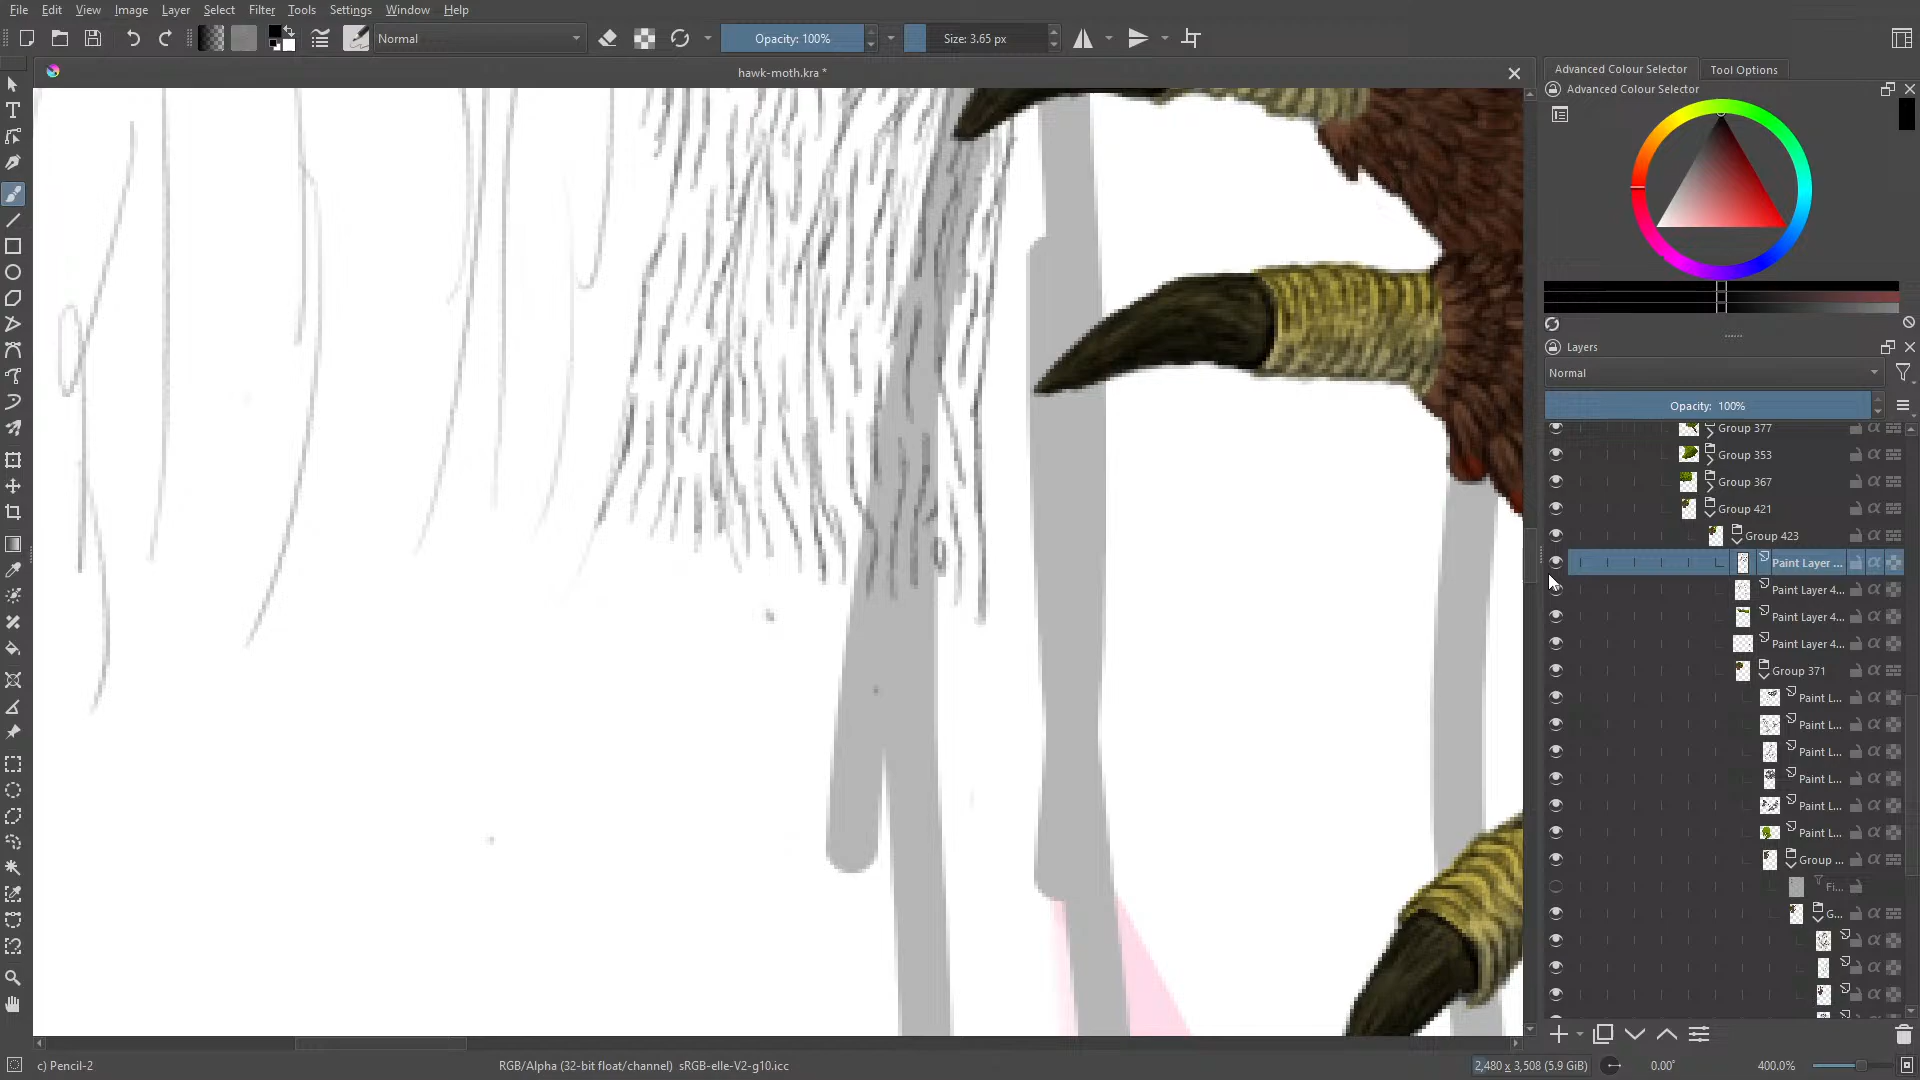 File Edit View Image Layer Select Filter Tools Settings Window Help
Normal
Opacity: 100%
Size: 3.65 px
hawk-moth.kra *
Advanced Colour Selector
Tool Options
Advanced Colour Selector
Layers
Normal
Opacity: 100%
Group 377
Group 353
Group 367
Group 421
Group 423
Paint Layer ...
Paint Layer 4...
Paint Layer 4...
Paint Layer 4...
Group 371
Paint L...
Paint L...
Paint L...
Paint L...
Paint L...
Paint L...
Group ...
Fi...
G...
c) Pencil-2
RGB/Alpha (32-bit float/channel) sRGB-elle-V2-g10.icc
2,480 x 3,508 (5.9 GiB)
0.00°
400.0%